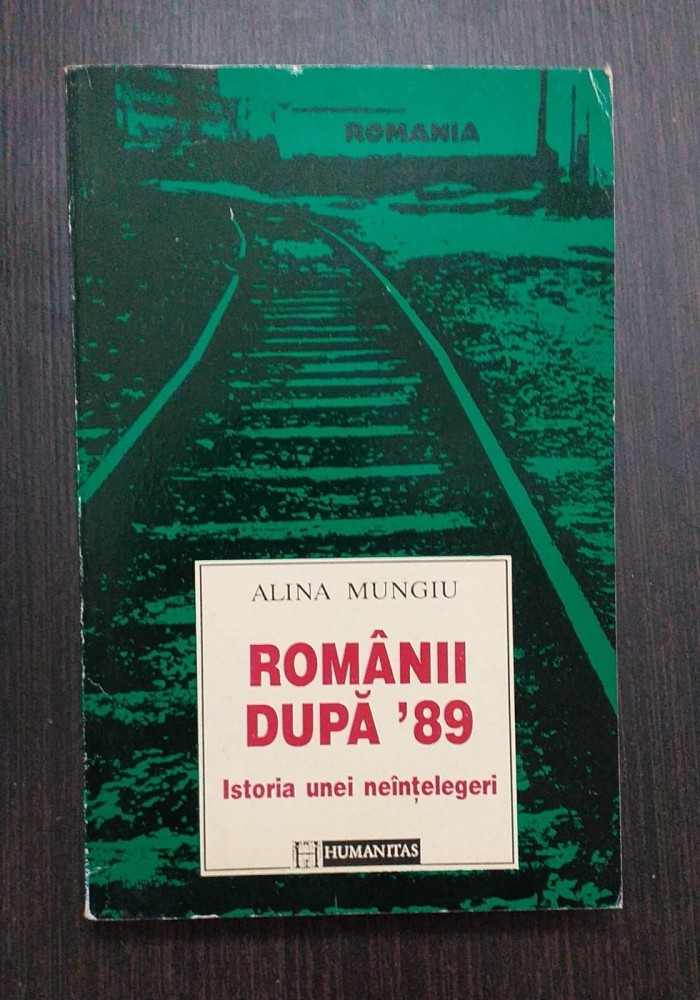 ROMANIA
ALINA MUNGIU
ROMÂNII
DUPĂ '89
Istoria unei neînțelegeri
HUMANITAS